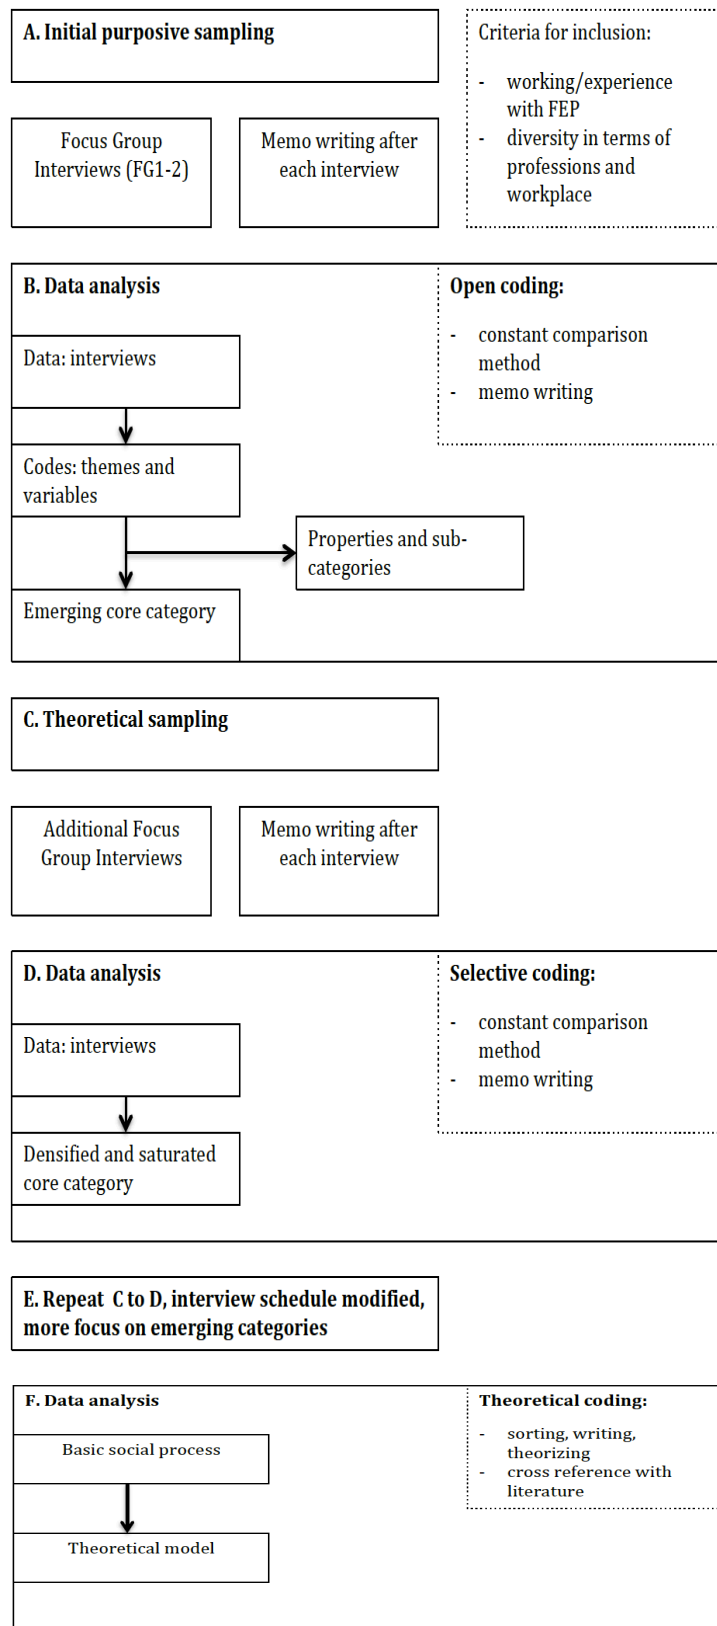 A. Initial purposive sampling
Criteria for inclusion:
- working/experience
with FEP
- diversity in terms of
professions and
workplace
Focus Group
Interviews (FG1-2)
Memo writing after
each interview
B. Data analysis
Open coding:
- constant comparison
method
- memo writing
Data: interviews
Codes: themes and
variables
Properties and sub-
categories
Emerging core category
C. Theoretical sampling
Additional Focus
Group Interviews
Memo writing after
each interview
D. Data analysis
Selective coding:
- constant comparison
method
- memo writing
Data: interviews
Densified and saturated
core category
E. Repeat C to D, interview schedule modified,
more focus on emerging categories
F. Data analysis
Theoretical coding:
- sorting, writing,
theorizing
- cross reference with
literature
Basic social process
Theoretical model